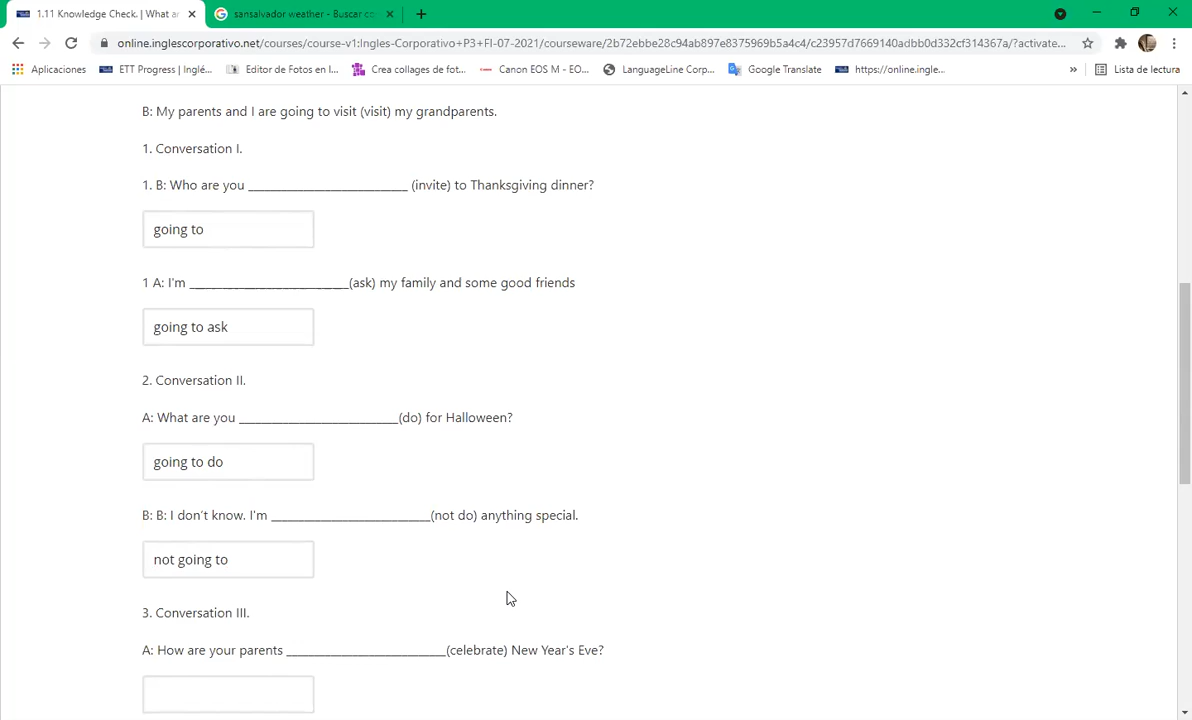 1.11 Knowledge Check. | What ar
sansalvador weather - Buscar co
online.inglescorporativo.net/courses/course-v1:Ingles-Corporativo+P3+FI-07-2021/courseware/2b72ebbe28c94ab897e8375969b5a4c4/c23957d7669140adbb0d332cf314367a/?activate...
Aplicaciones
ETT Progress | Inglé...
Editor de Fotos en l...
Crea collages de fot...
Canon EOS M - EO...
LanguageLine Corp...
Google Translate
https://online.ingle...
»
Lista de lectura
B: My parents and I are going to visit (visit) my grandparents.
1. Conversation I.
1. B: Who are you ______________________ (invite) to Thanksgiving dinner?
going to
1 A: I'm ______________________(ask) my family and some good friends
going to ask
2. Conversation II.
A: What are you ______________________(do) for Halloween?
going to do
B: B: I don't know. I'm ______________________(not do) anything special.
not going to
3. Conversation III.
A: How are your parents ______________________(celebrate) New Year's Eve?